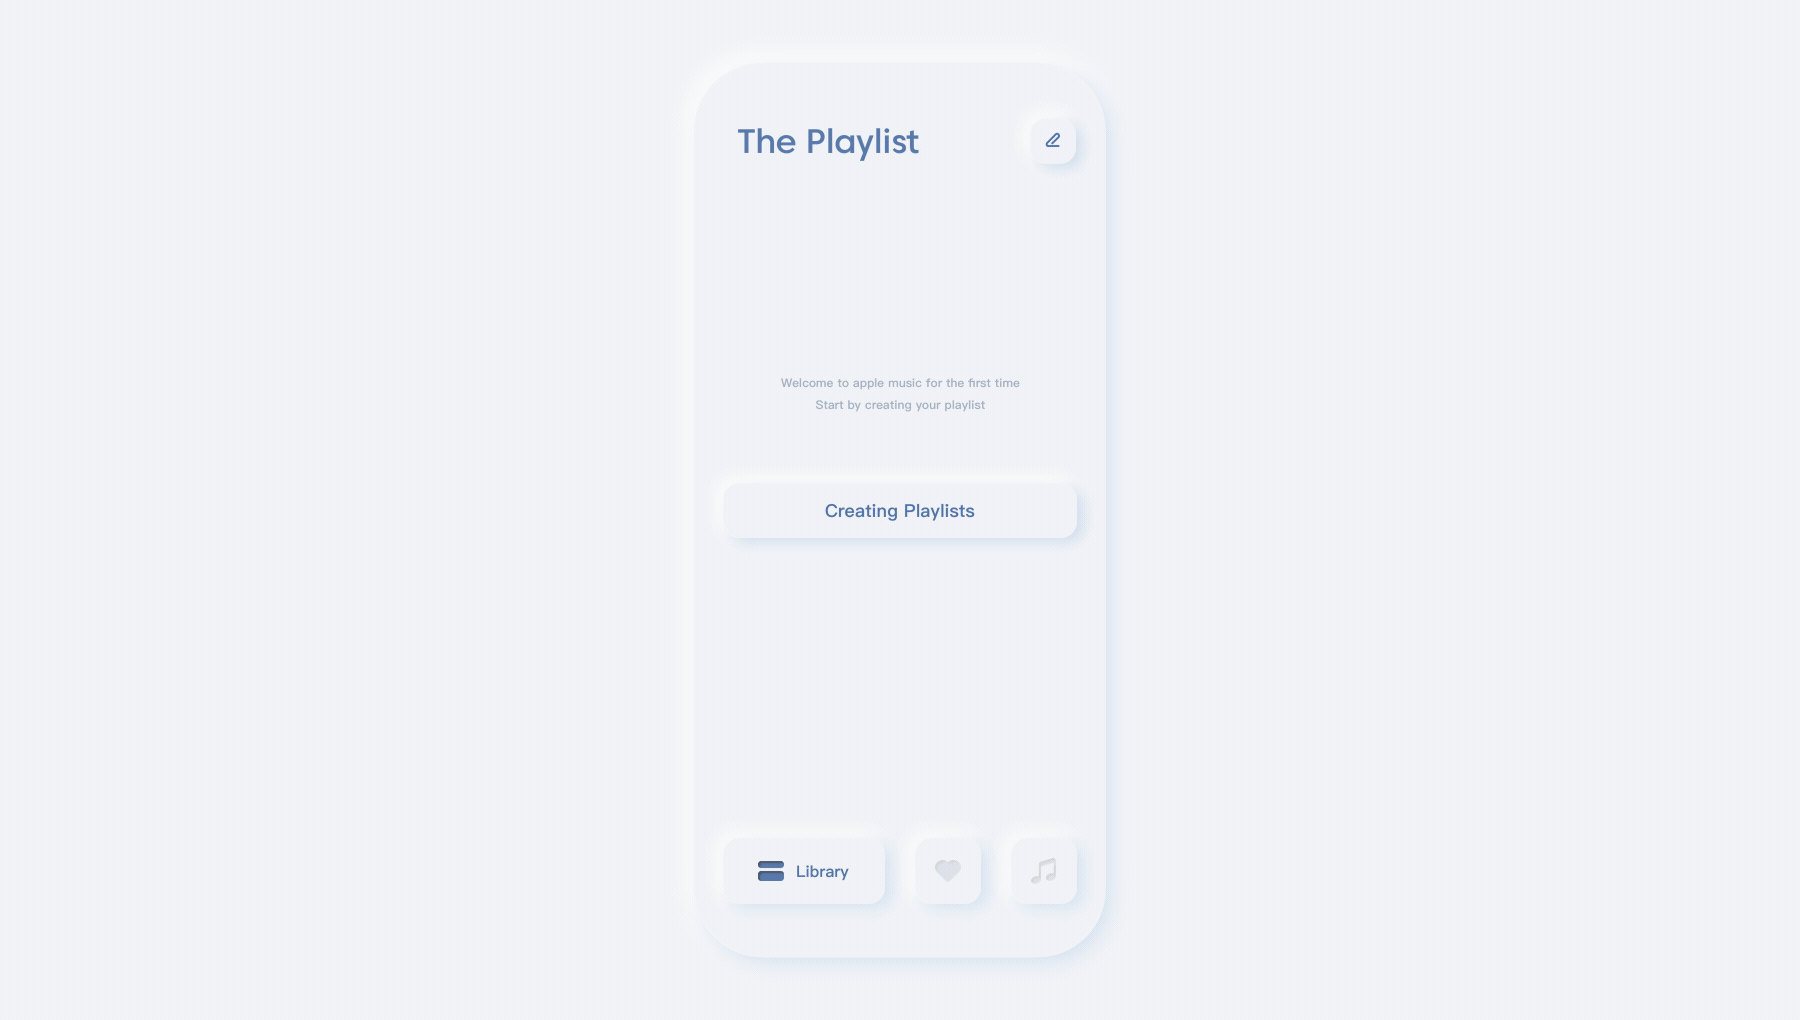 The Playlist
Welcome to apple music for the first time
Start by creating your playlist
Creating Playlists
Library